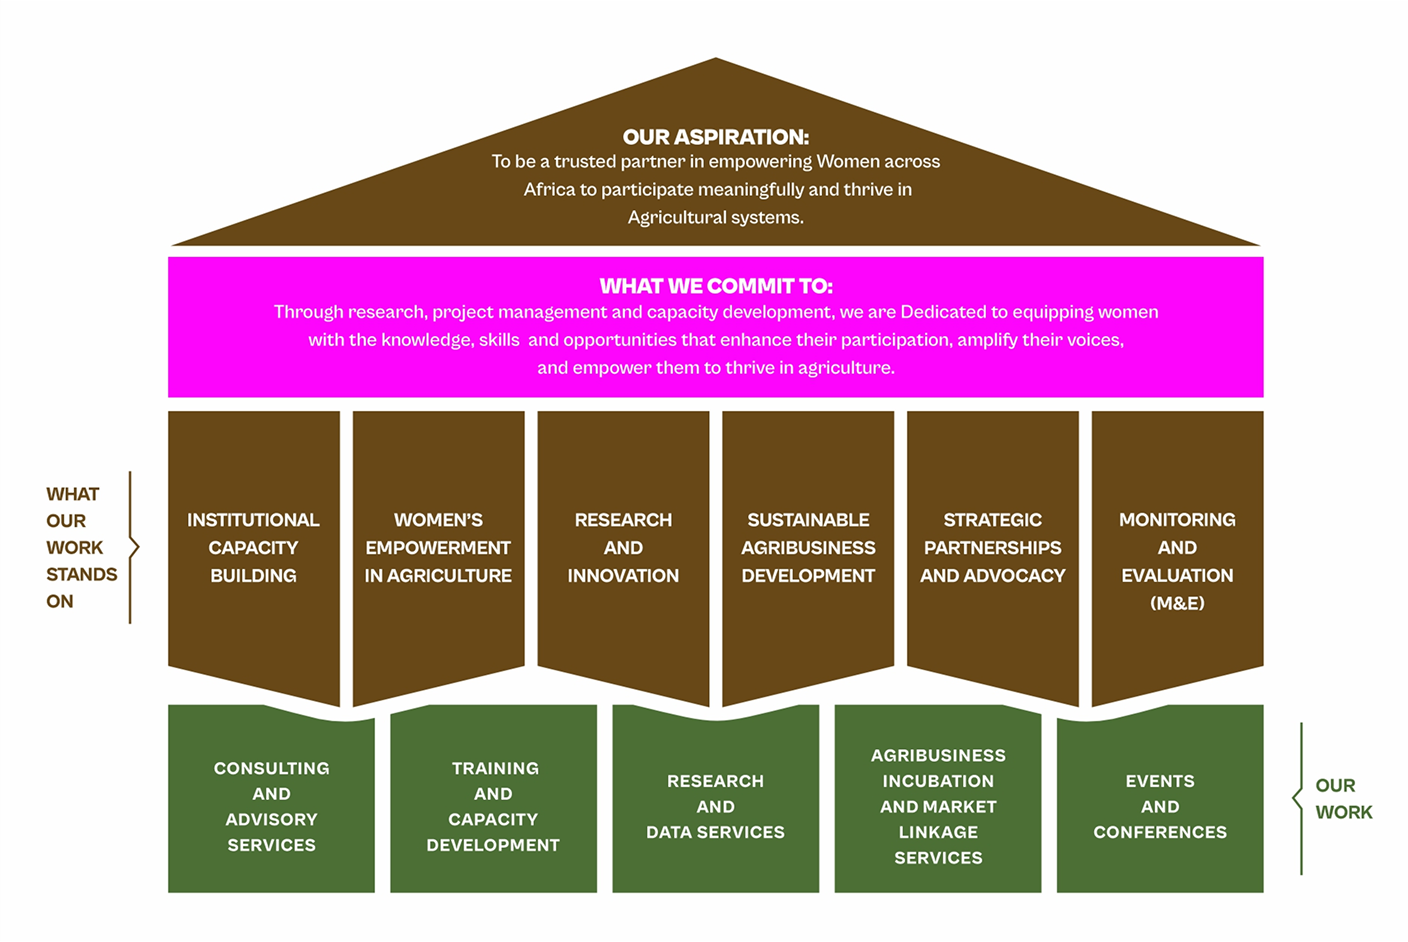 OUR ASPIRATION:
To be a trusted partner in empowering Women across
Africa to participate meaningfully and thrive in
Agricultural systems.
WHAT WE COMMIT TO:
Through research, project management and capacity development, we are Dedicated to equipping women
with the knowledge, skills  and opportunities that enhance their participation, amplify their voices,
and empower them to thrive in agriculture.
WHAT
OUR
WORK
STANDS
ON
INSTITUTIONAL
CAPACITY
BUILDING
WOMEN’S
EMPOWERMENT
IN AGRICULTURE
RESEARCH
AND
INNOVATION
SUSTAINABLE
AGRIBUSINESS
DEVELOPMENT
STRATEGIC
PARTNERSHIPS
AND ADVOCACY
MONITORING
AND
EVALUATION
(M&E)
CONSULTING
AND
ADVISORY
SERVICES
TRAINING
AND
CAPACITY
DEVELOPMENT
RESEARCH
AND
DATA SERVICES
AGRIBUSINESS
INCUBATION
AND MARKET
LINKAGE
SERVICES
EVENTS
AND
CONFERENCES
OUR
WORK